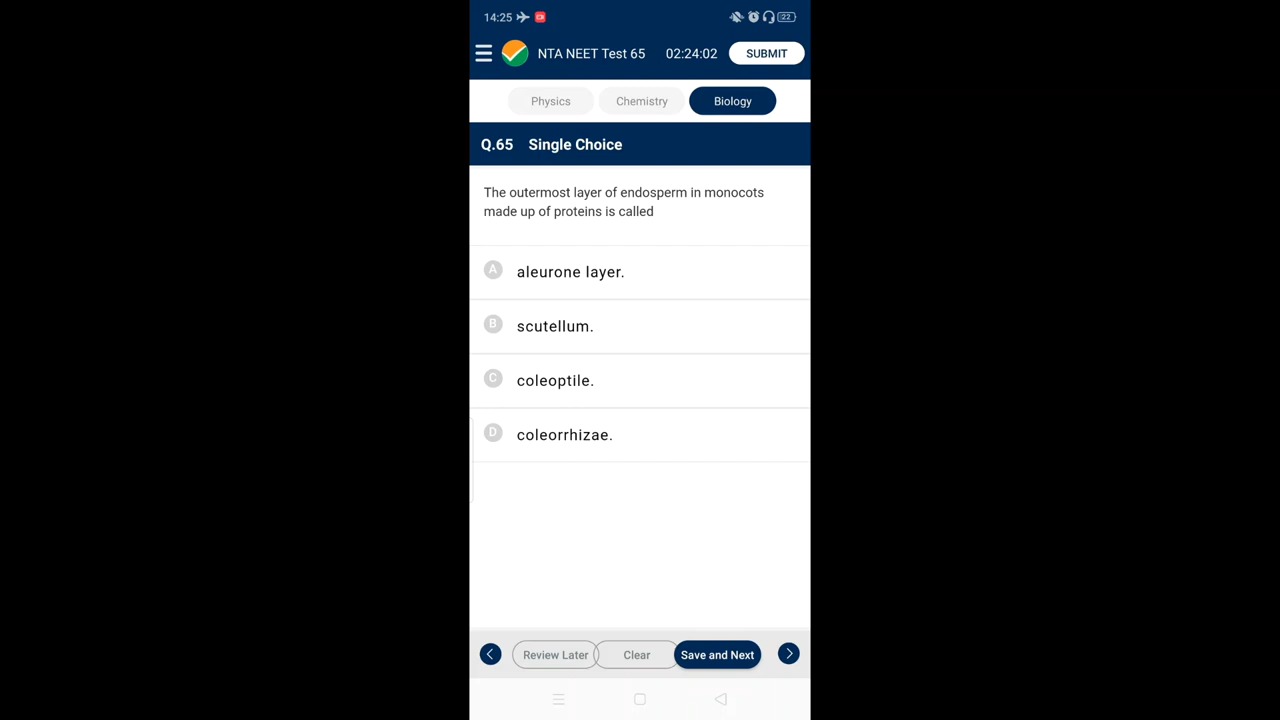 14:25 22
NTA NEET Test 65 02:24:02 SUBMIT
Physics Chemistry Biology
Q.65 Single Choice
The outermost layer of endosperm in monocots
made up of proteins is called
A aleurone layer.
B scutellum.
C coleoptile.
D coleorrhizae.
Review Later Clear Save and Next